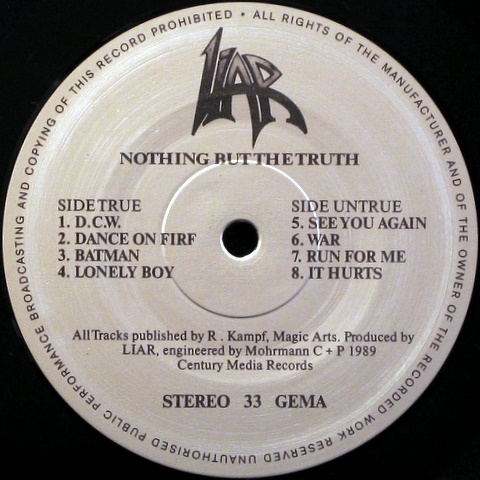 • ALL RIGHTS OF THE MANUFACTURER AND OF THE OWNER OF THE RECORDED WORK RESERVED UNAUTHORISED PUBLIC PERFORMANCE BROADCASTING AND COPYING OF THIS RECORD PROHIBITED
LIAR
NOTHING BUT THE TRUTH
SIDE TRUE
1. D.C.W.
2. DANCE ON FIRF
3. BATMAN
4. LONELY BOY
SIDE UNTRUE
5. SEE YOU AGAIN
6. WAR
7. RUN FOR ME
8. IT HURTS
All Tracks published by R . Kampf, Magic Arts. Produced by
LIAR, engineered by Mohrmann C + P 1989
Century Media Records
STEREO 33 GEMA